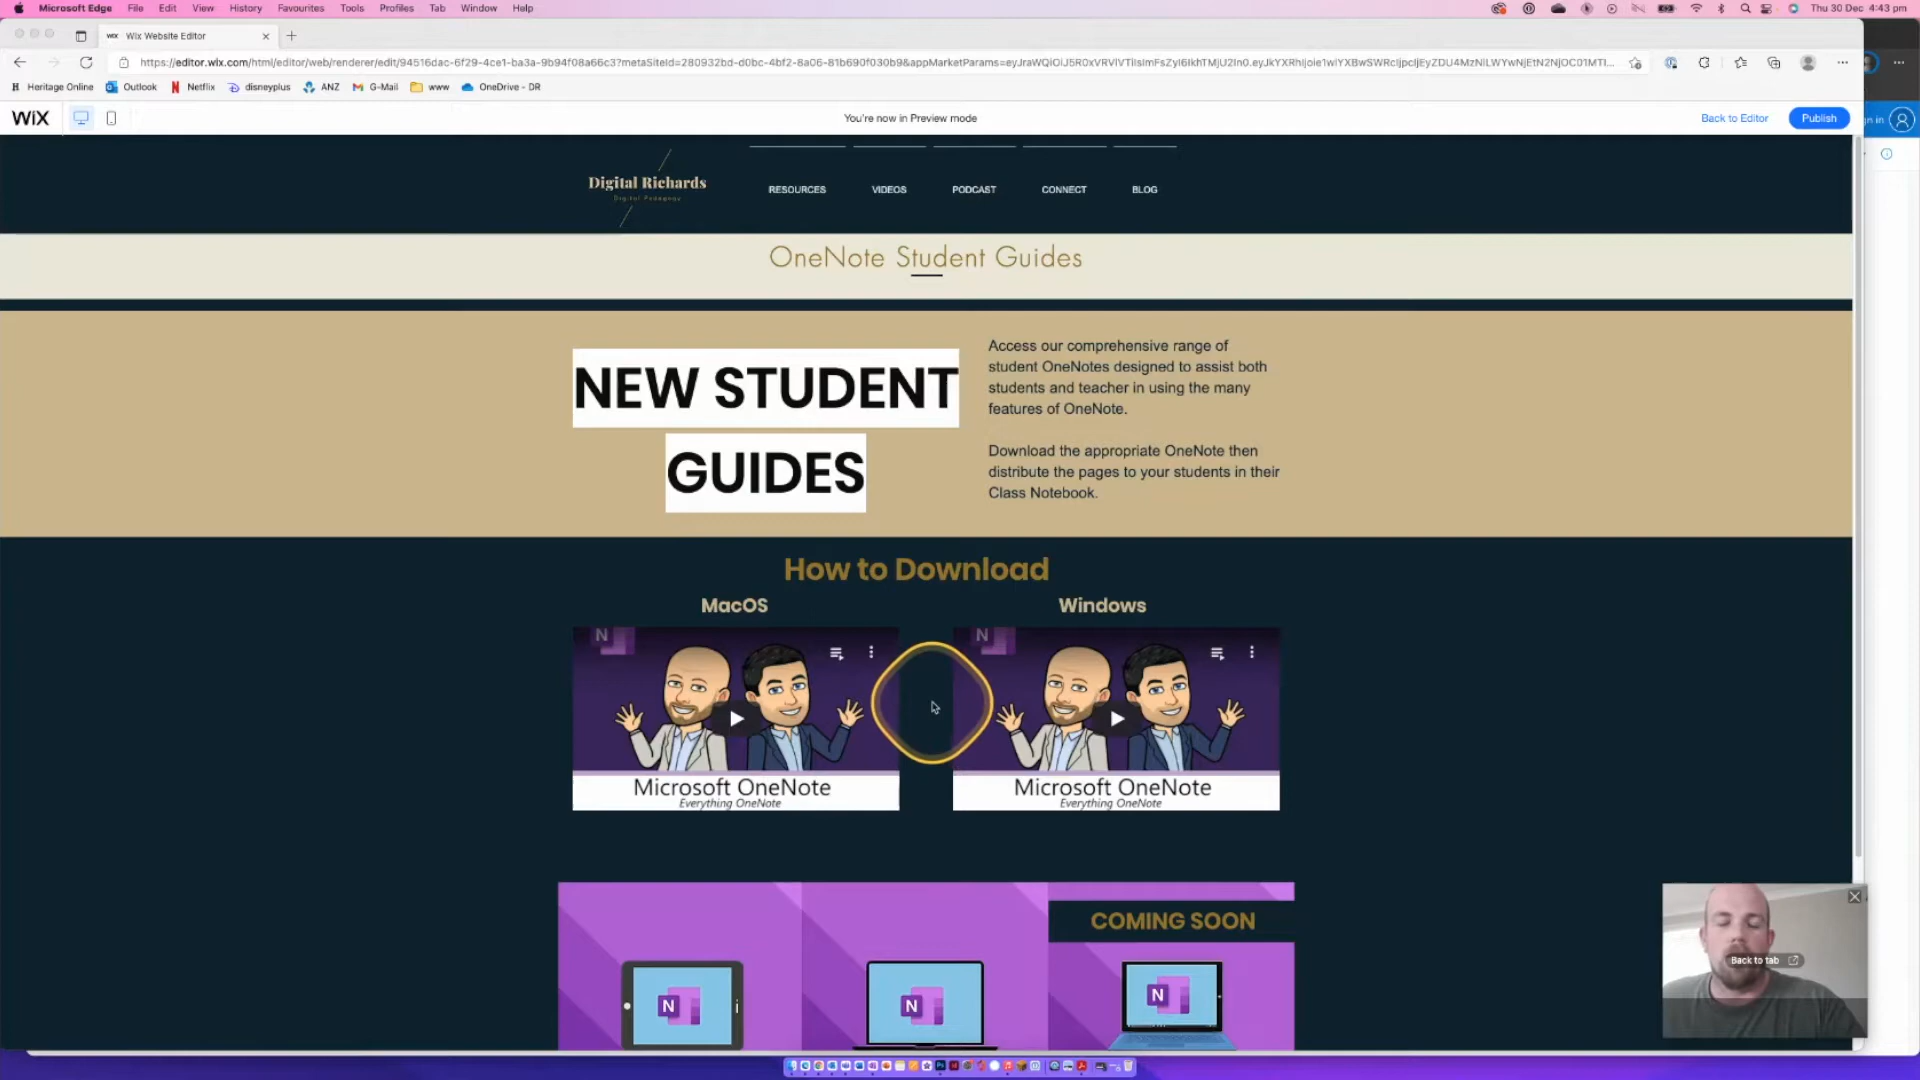 Microsoft Edge File Edit View History Favourites Tools Profiles Tab Window Help
Thu 30 Dec 4:43 pm
WiX Wix Website Editor
Heritage Online Outlook Netflix disneyplus ANZ G-Mail www OneDrive - DR
WiX
You're now in Preview mode
Back to Editor
Publish
Digital Richards
Digital Pedagogy
RESOURCES
VIDEOS
PODCAST
CONNECT
BLOG
OneNote Student Guides
NEW STUDENT
GUIDES
Access our comprehensive range of
student OneNotes designed to assist both
students and teacher in using the many
features of OneNote.
Download the appropriate OneNote then
distribute the pages to your students in their
Class Notebook.
How to Download
MacOS
Windows
N
Microsoft OneNote
Everything OneNote
N
Microsoft OneNote
Everything OneNote
COMING SOON
N
N
N
Back to tab